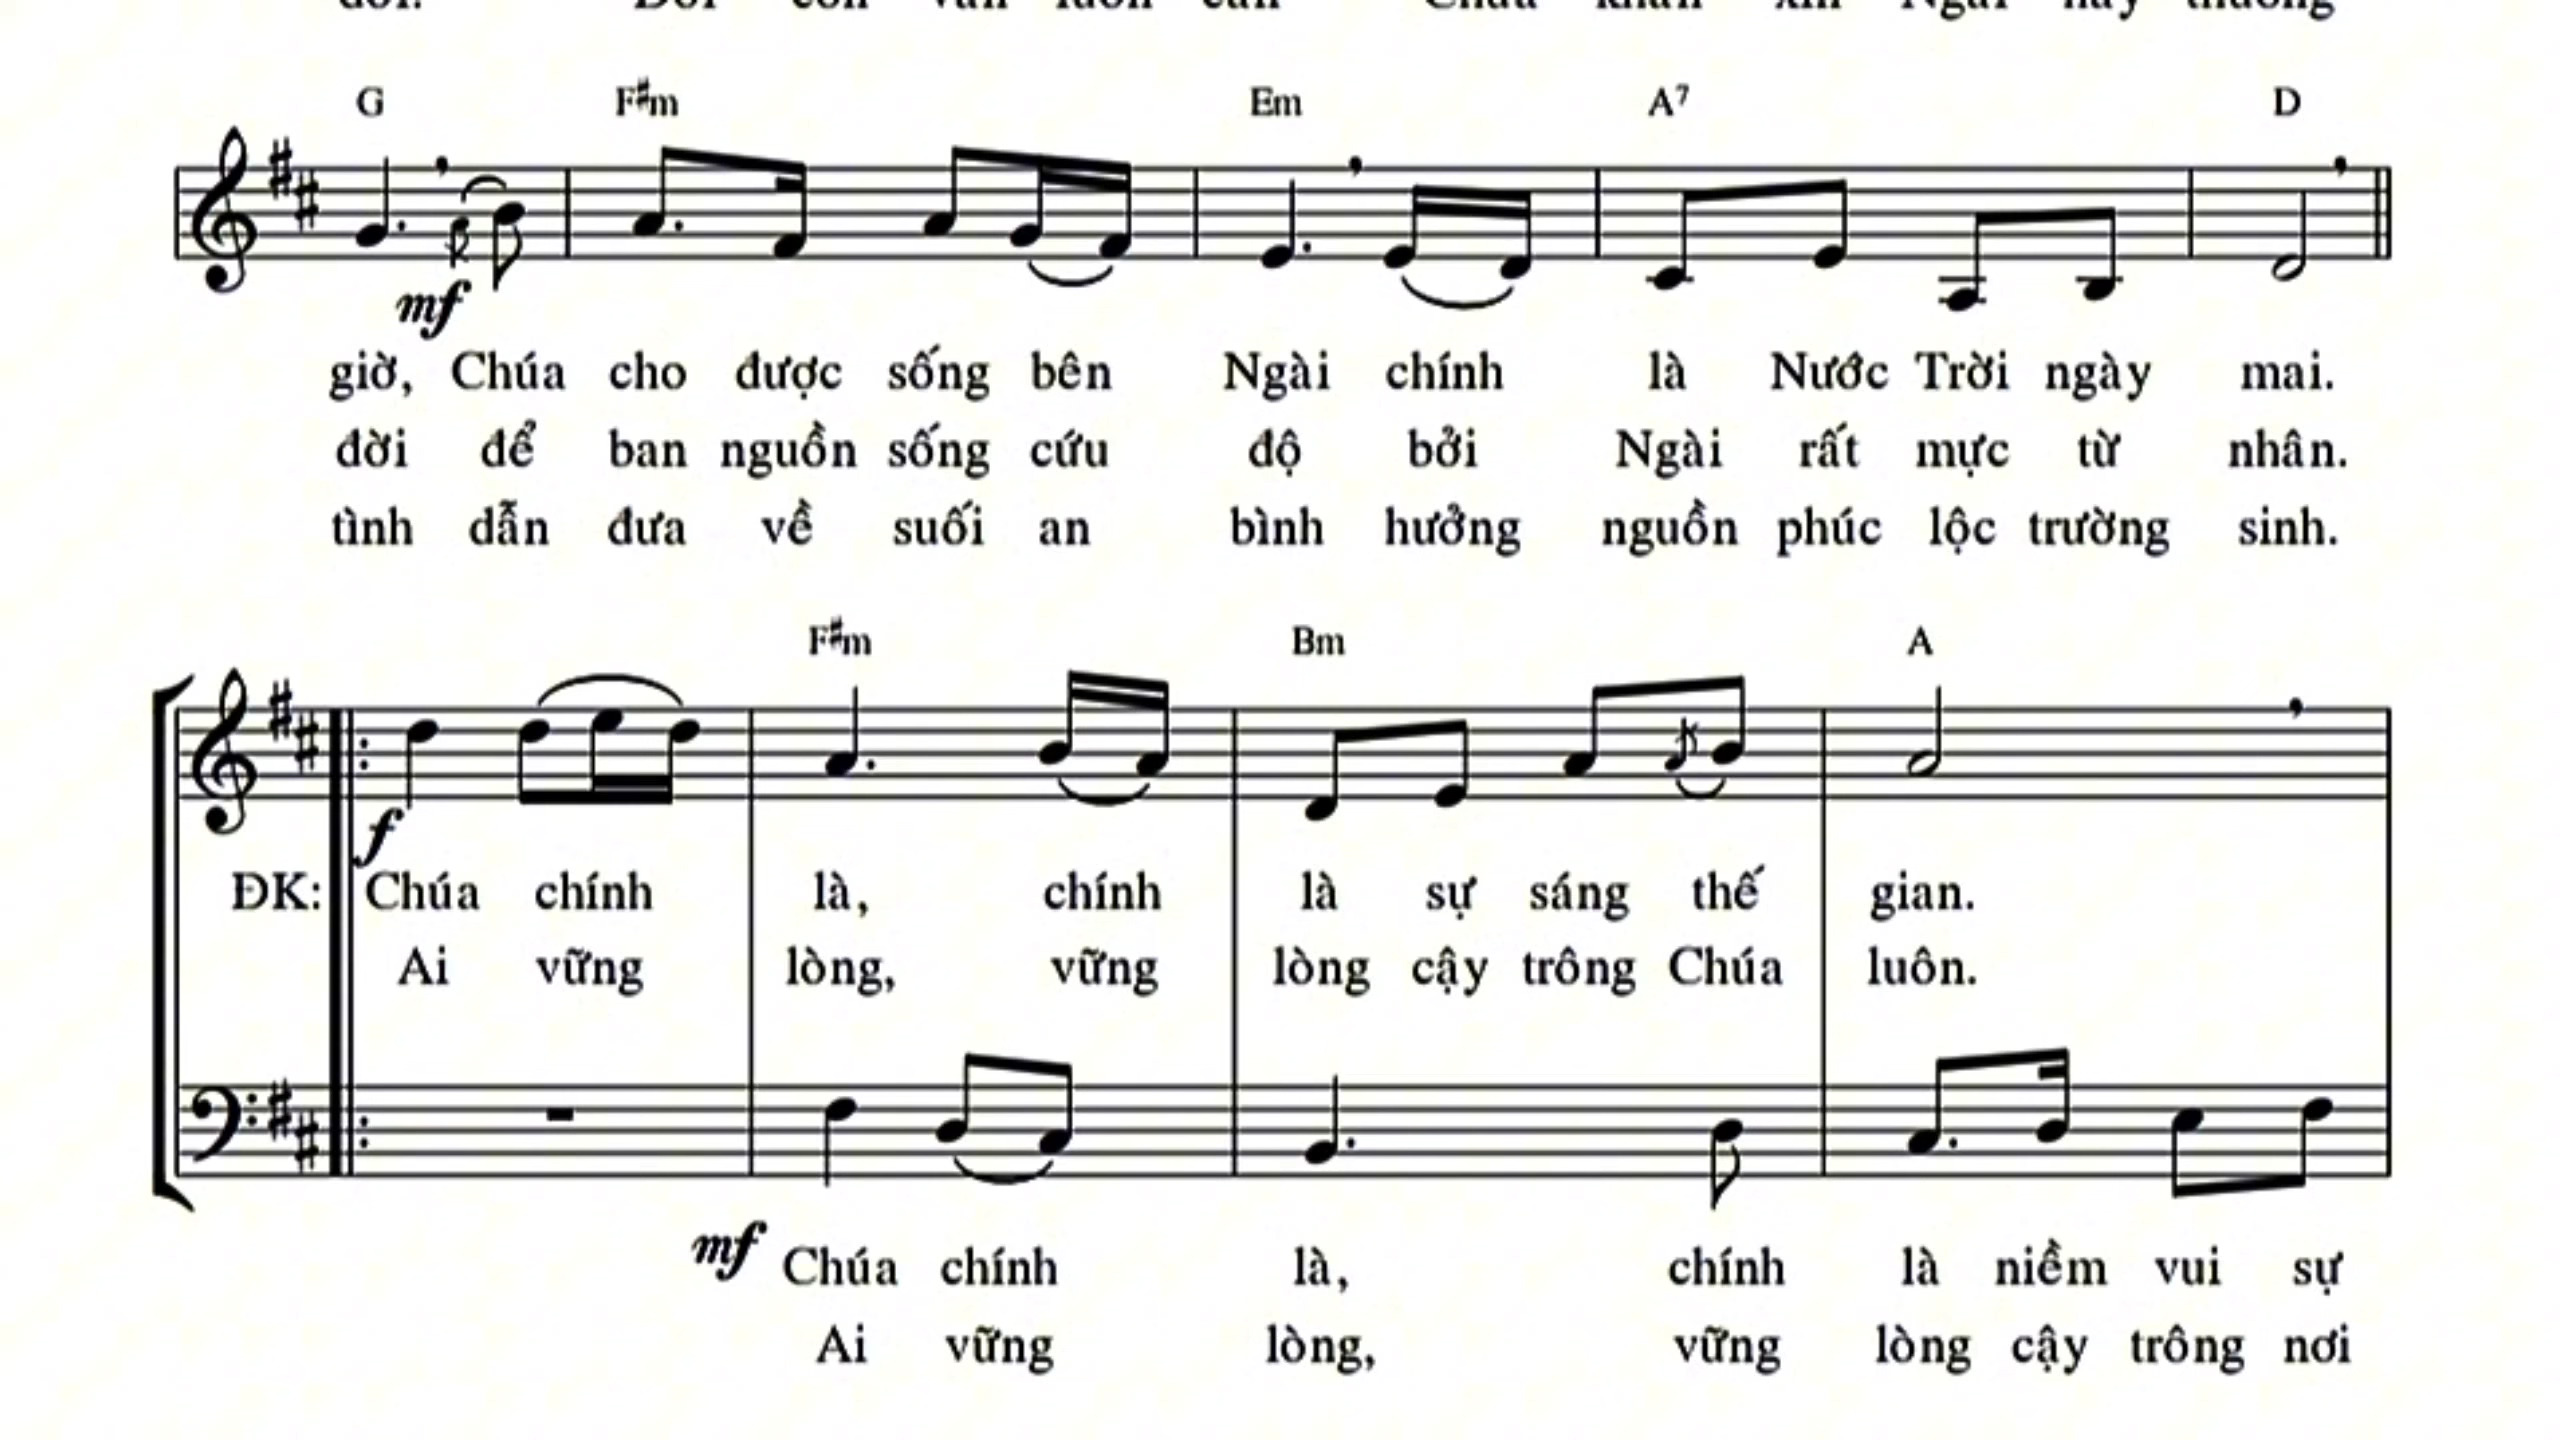 G F#m Em A7 D
mf
giờ, Chúa cho được sống bên Ngài chính là Nước Trời ngày mai.
đời để ban nguồn sống cứu độ bởi Ngài rất mực từ nhân.
tình dẫn đưa về suối an bình hưởng nguồn phúc lộc trường sinh.
F#m Bm A
f
ĐK: Chúa chính là, chính là sự sáng thế gian.
Ai vững lòng, vững lòng cậy trông Chúa luôn.
mf Chúa chính là, chính là niềm vui sự
Ai vững lòng, vững lòng cậy trông nơi